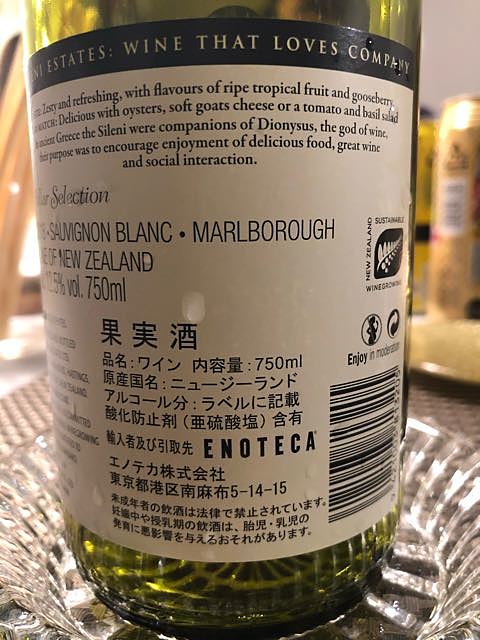 ESTATES: WINE THAT LOVES COMPANY
Zesty and refreshing, with flavours of ripe tropical fruit and gooseberry.
MATCH: Delicious with oysters, soft goats cheese or a tomato and basil salad
ancient Greece the Sileni were companions of Dionysus, the god of wine,
their purpose was to encourage enjoyment of delicious food, great wine
and social interaction.
Selection
SAUVIGNON BLANC • MARLBOROUGH
OF NEW ZEALAND
vol. 750ml
NEW ZEALAND
SUSTAINABLE
WINEGROWING
Enjoy in moderation
果実酒
品名:ワイン 内容量:750ml
原産国名:ニュージーランド
アルコール分:ラベルに記載
酸化防止剤(亜硫酸塩)含有
輸入者及び引取先 ENOTECA
エノテカ株式会社
東京都港区南麻布5-14-15
未成年者の飲酒は法律で禁止されています。
妊娠中や授乳期の飲酒は、胎児・乳児の
発育に悪影響を与えるおそれがあります。